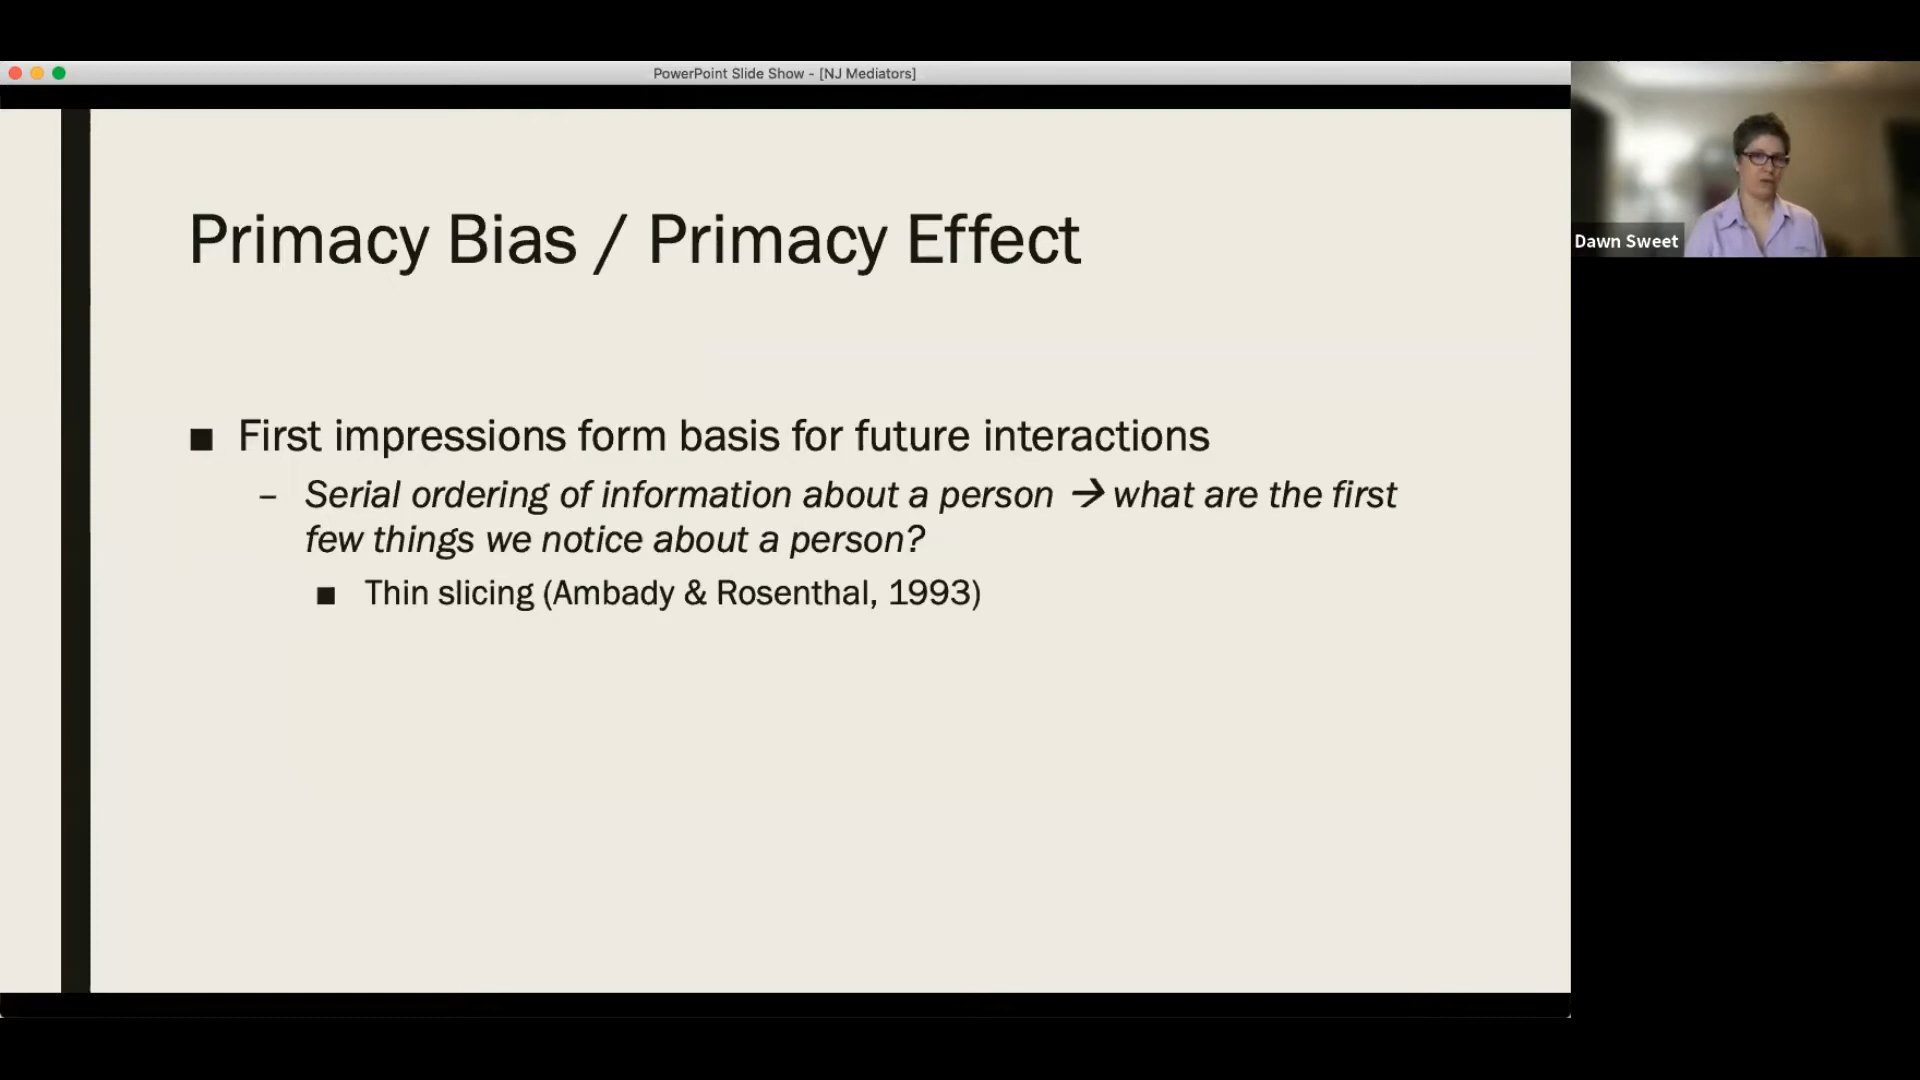 PowerPoint Slide Show - [NJ Mediators]
Primacy Bias / Primacy Effect
■ First impressions form basis for future interactions
– Serial ordering of information about a person → what are the first
few things we notice about a person?
■ Thin slicing (Ambady & Rosenthal, 1993)
Dawn Sweet